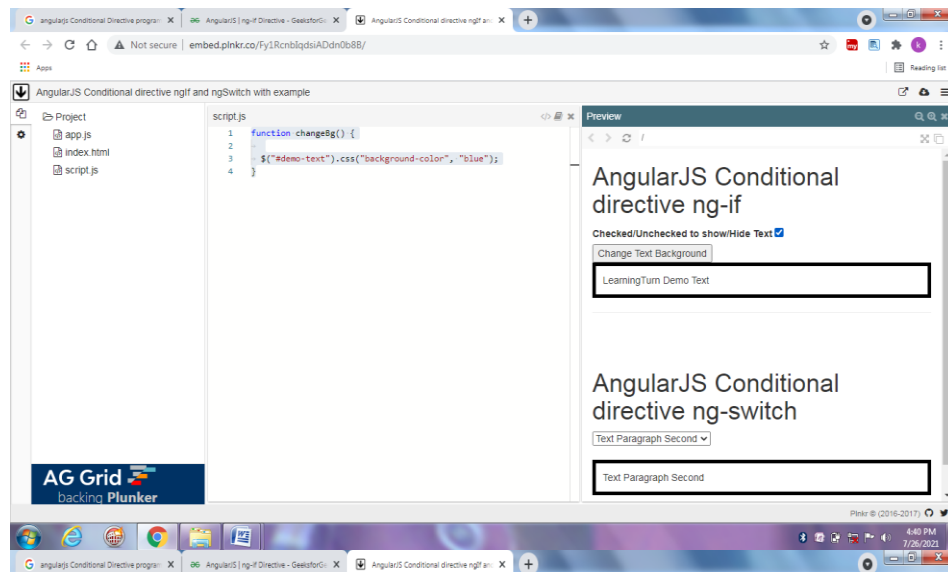 angularjs Conditional Directive progran X
AngularJS | ng-if Directive - GeeksforGe X
AngularJS Conditional directive ngIf an X
Not secure | embed.plnkr.co/Fy1RcnbIqdsiADdn0b8B/
my
k
Apps
Reading list
AngularJS Conditional directive ngIf and ngSwitch with example
Project
app.js
index.html
script.js
AG Grid
backing Plunker
script.js
1 function changeBg() {
2
3 $("#demo-text").css("background-color", "blue");
4 }
Preview
/
AngularJS Conditional
directive ng-if
Checked/Unchecked to show/Hide Text
Change Text Background
LearningTurn Demo Text
AngularJS Conditional
directive ng-switch
Text Paragraph Second
Text Paragraph Second
Plnkr © (2016-2017)
4:40 PM
7/26/2021
angularjs Conditional Directive progran X
AngularJS | ng-if Directive - GeeksforGe X
AngularJS Conditional directive ngIf an X